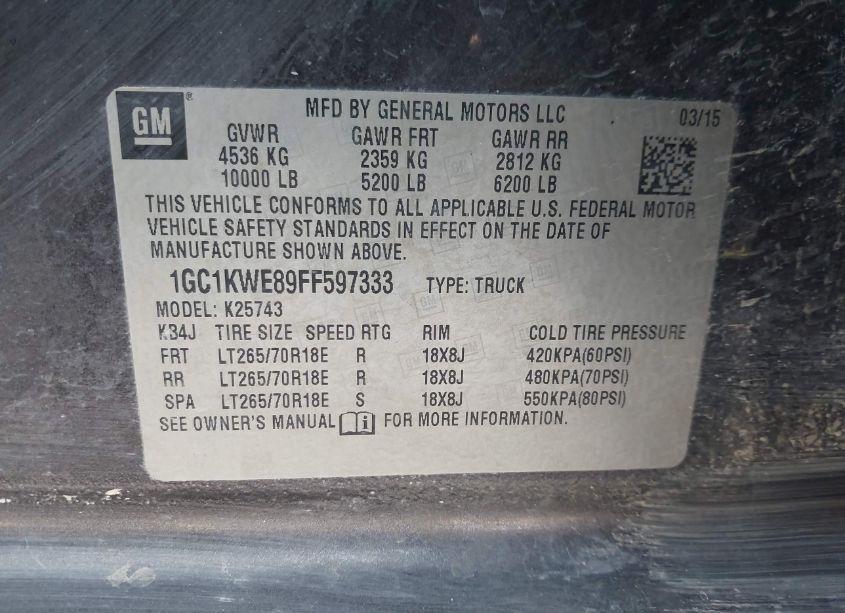 GM®
MFD BY GENERAL MOTORS LLC 03/15
GVWR GAWR FRT GAWR RR
4536 KG 2359 KG 2812 KG
10000 LB 5200 LB 6200 LB
THIS VEHICLE CONFORMS TO ALL APPLICABLE U.S. FEDERAL MOTOR
VEHICLE SAFETY STANDARDS IN EFFECT ON THE DATE OF
MANUFACTURE SHOWN ABOVE.
1GC1KWE89FF597333 TYPE: TRUCK
MODEL: K25743
K34J TIRE SIZE SPEED RTG RIM COLD TIRE PRESSURE
FRT LT265/70R18E R 18X8J 420KPA(60PSI)
RR LT265/70R18E R 18X8J 480KPA(70PSI)
SPA LT265/70R18E S 18X8J 550KPA(80PSI)
SEE OWNER'S MANUAL i FOR MORE INFORMATION.